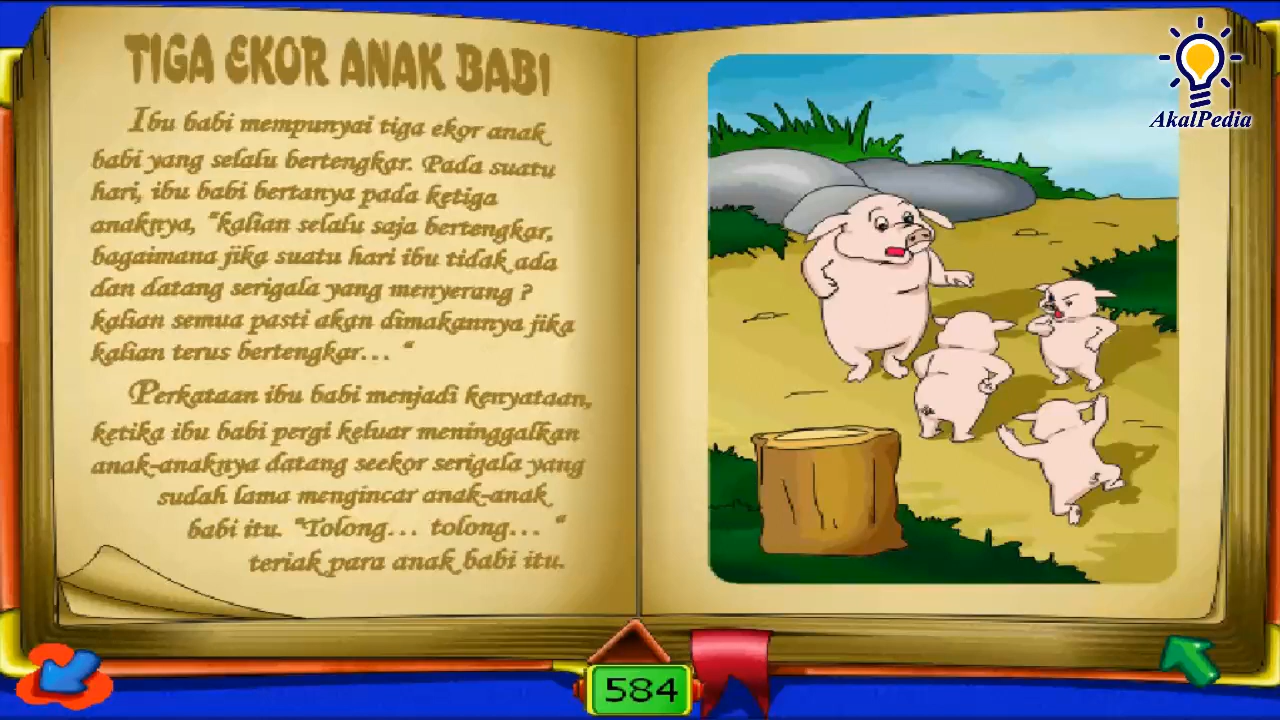 TIGA EKOR ANAK BABI
Ibu babi mempunyai tiga ekor anak
babi yang selalu bertengkar. Pada suatu
hari, ibu babi bertanya pada ketiga
anaknya, "kalian selalu saja bertengkar,
bagaimana jika suatu hari ibu tidak ada
dan datang serigala yang menyerang ?
kalian semua pasti akan dimakannya jika
kalian terus bertengkar... "
Perkataan ibu babi menjadi kenyataan,
ketika ibu babi pergi keluar meninggalkan
anak-anaknya datang seekor serigala yang
sudah lama mengincar anak-anak
babi itu. "Tolong... tolong... "
teriak para anak babi itu.
AkalPedia
584